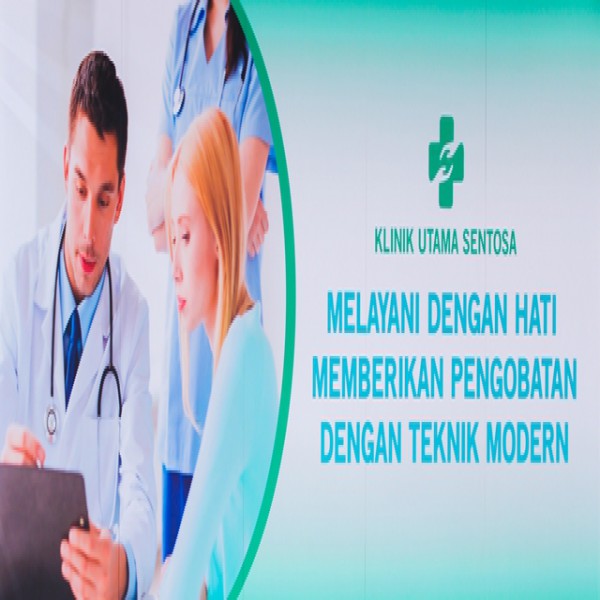 KLINIK UTAMA SENTOSA
MELAYANI DENGAN HATI
MEMBERIKAN PENGOBATAN
DENGAN TEKNIK MODERN